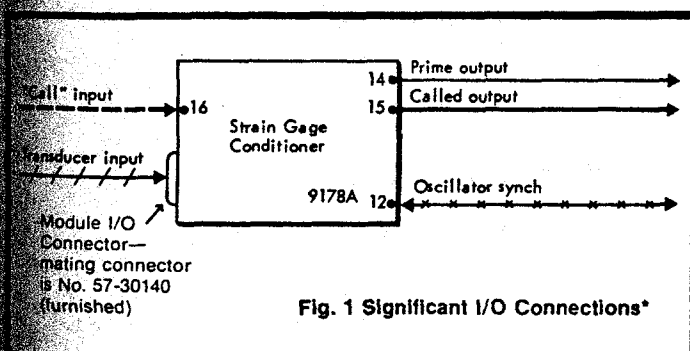 Prime output
14
"Call" input
16
15
Called output
Strain Gage
Conditioner
Transducer input
9178A
12
Oscillator synch
Module I/O
Connector—
mating connector
is No. 57-30140
(furnished)
Fig. 1 Significant I/O Connections*